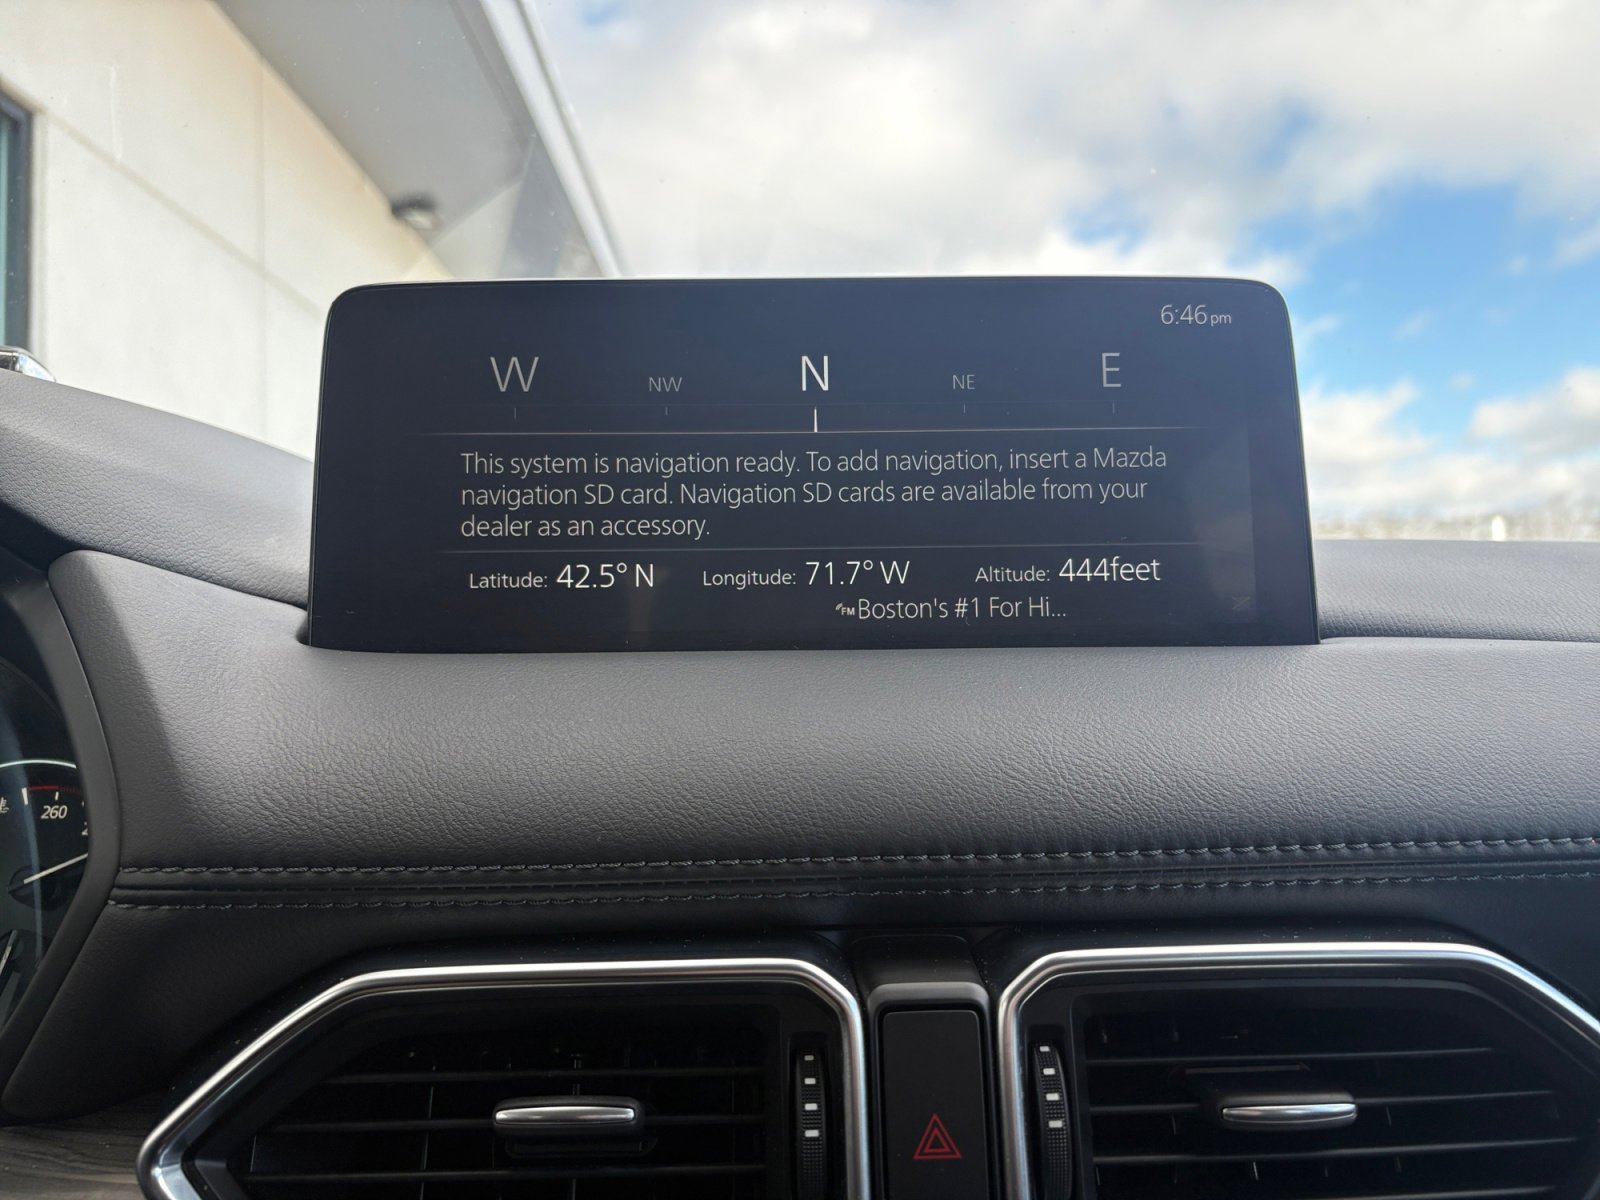 6:46pm
W NW N NE E
This system is navigation ready. To add navigation, insert a Mazda
navigation SD card. Navigation SD cards are available from your
dealer as an accessory.
Latitude: 42.5° N Longitude: 71.7° W Altitude: 444feet
FM Boston's #1 For Hi...
260